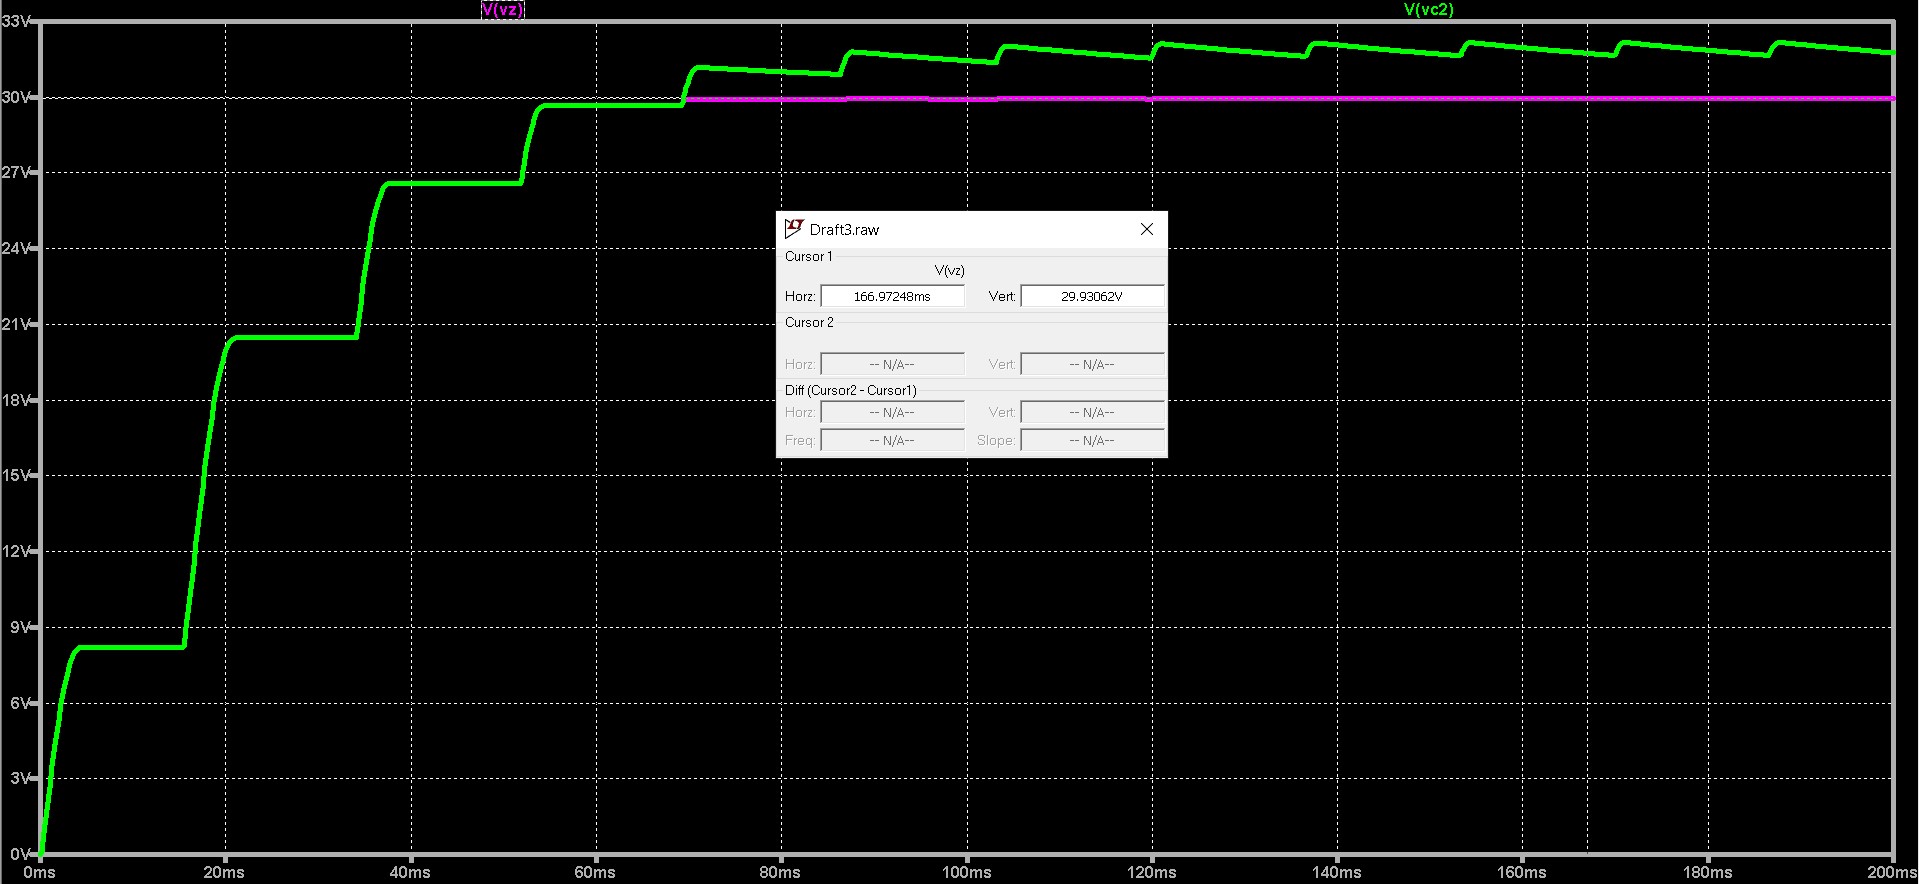 V(vz) V(vc2)
33V
30V
27V
24V
21V
18V
15V
12V
9V
6V
3V
0V
Draft3.raw
Cursor 1
V(vz)
Horz: 166.97248ms Vert: 29.93062V
Cursor 2
Horz: -- N/A-- Vert: -- N/A--
Diff (Cursor2 - Cursor1)
Horz: -- N/A-- Vert: -- N/A--
Freq: -- N/A-- Slope: -- N/A--
0ms 20ms 40ms 60ms 80ms 100ms 120ms 140ms 160ms 180ms 200ms